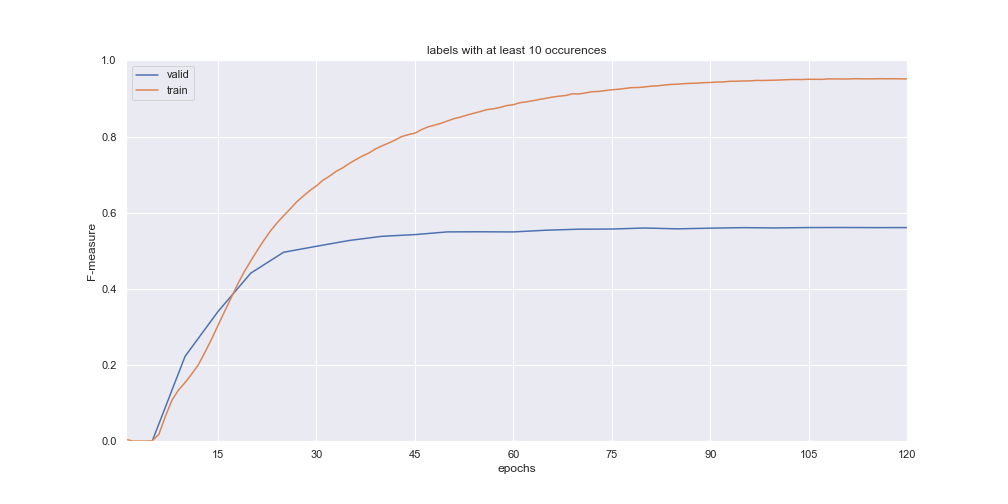 labels with at least 10 occurences
valid
train
F-measure
1.0
0.8
0.6
0.4
0.2
0.0
15 30 45 60 75 90 105 120
epochs